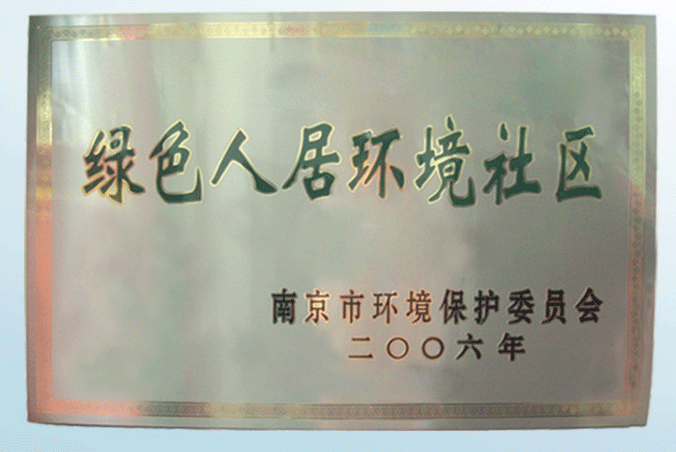 绿色人居环境社区
南京市环境保护委员会
二〇〇六年